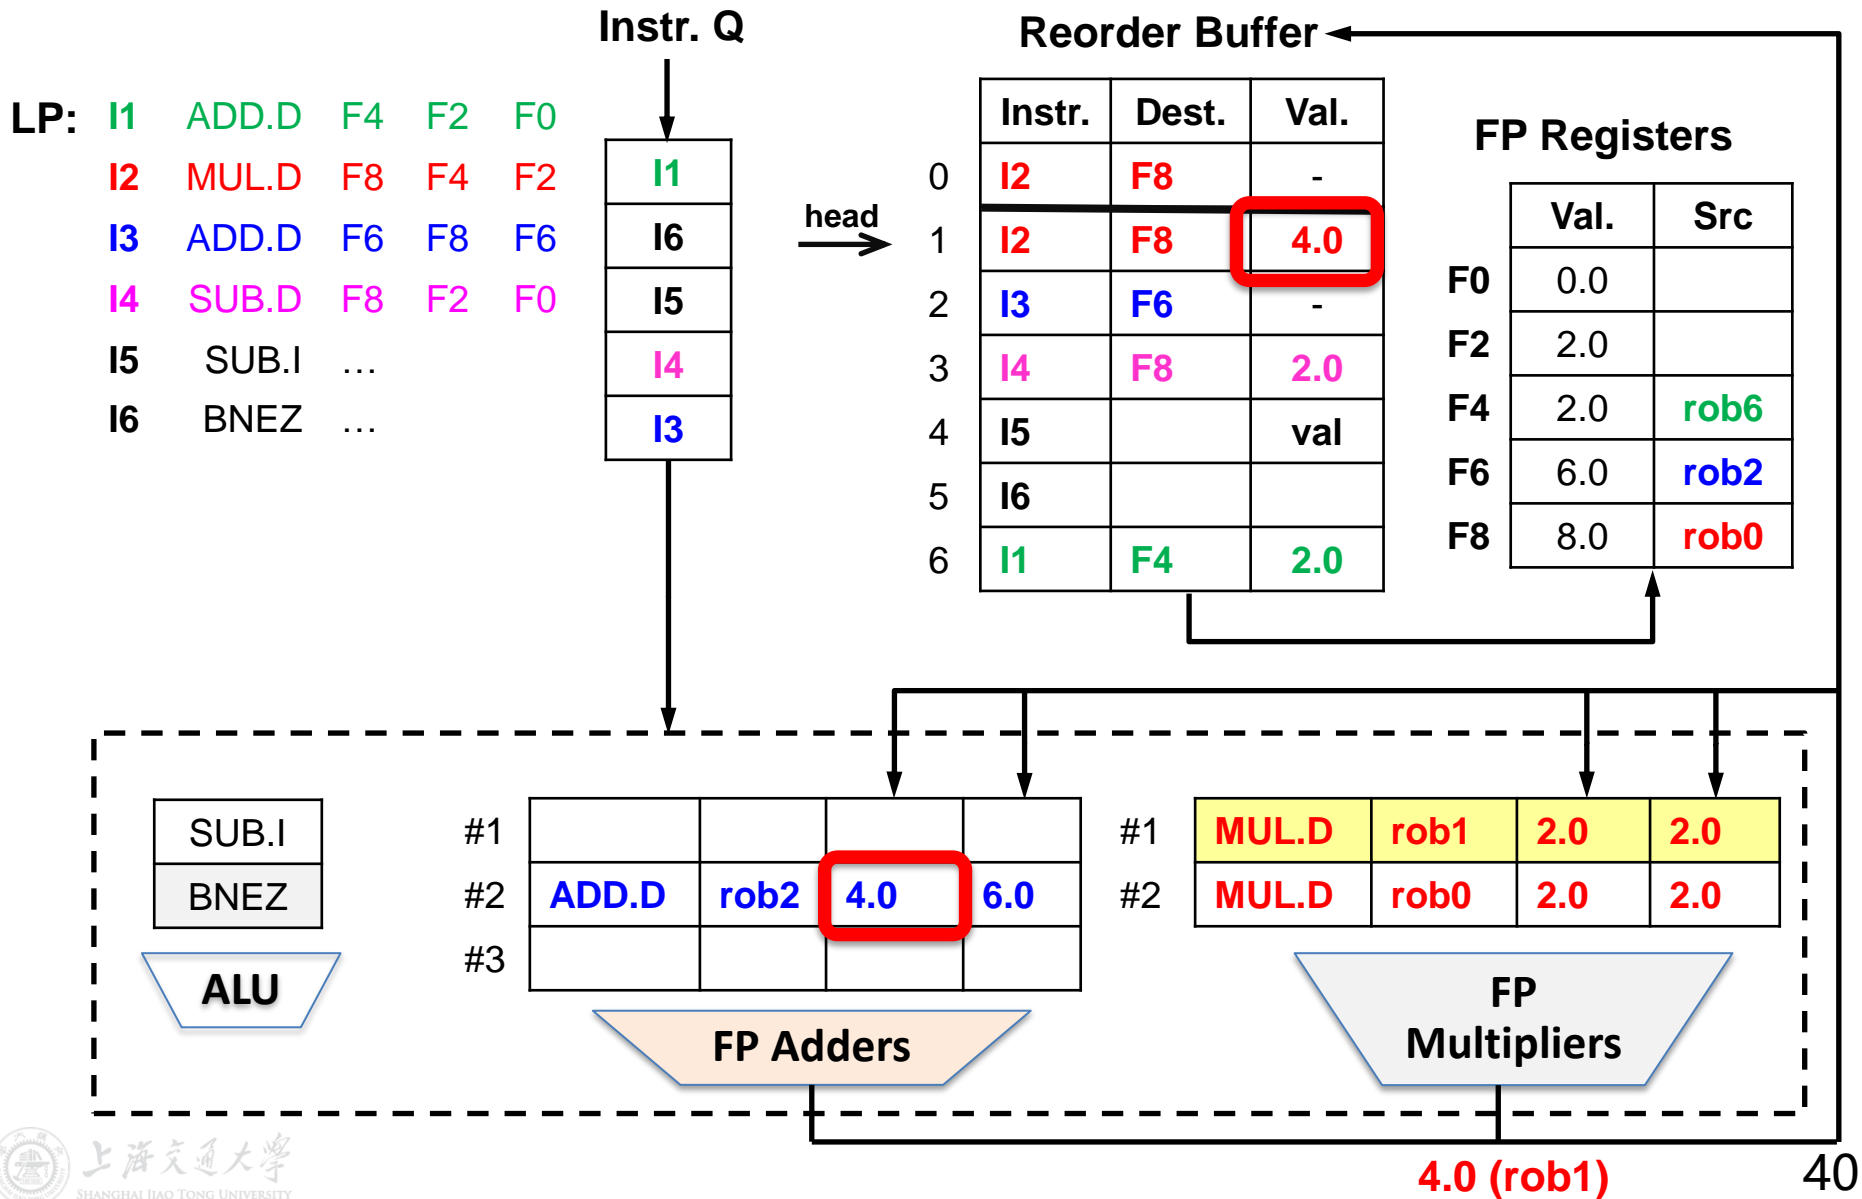 Instr. Q
Reorder Buffer
LP: I1 ADD.D F4 F2 F0
I2 MUL.D F8 F4 F2
I3 ADD.D F6 F8 F6
I4 SUB.D F8 F2 F0
I5 SUB.I …
I6 BNEZ …
I1
I6
I5
I4
I3
head
Instr. Dest. Val.
0 I2 F8 -
1 I2 F8 4.0
2 I3 F6 -
3 I4 F8 2.0
4 I5 val
5 I6
6 I1 F4 2.0
FP Registers
Val. Src
F0 0.0
F2 2.0
F4 2.0 rob6
F6 6.0 rob2
F8 8.0 rob0
SUB.I
BNEZ
ALU
#1
#2 ADD.D rob2 4.0 6.0
#3
FP Adders
#1 MUL.D rob1 2.0 2.0
#2 MUL.D rob0 2.0 2.0
FP
Multipliers
4.0 (rob1)
上海交通大学
SHANGHAI JIAO TONG UNIVERSITY
40